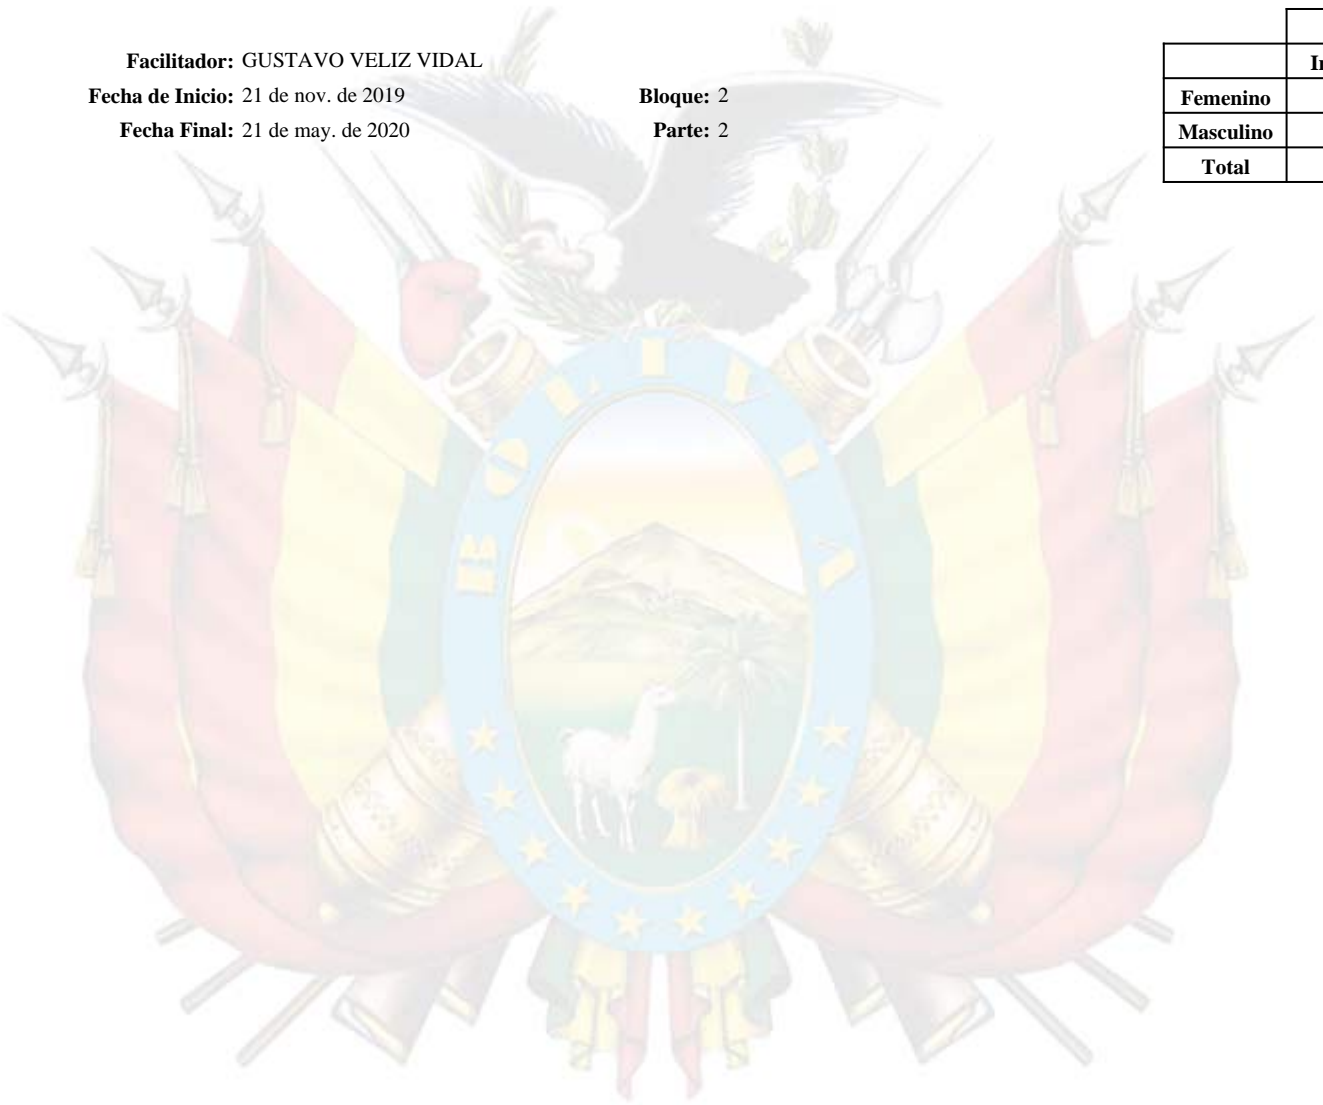 Facilitador: GUSTAVO VELIZ VIDAL
Fecha de Inicio: 21 de nov. de 2019
Bloque: 2
Fecha Final: 21 de may. de 2020
Parte: 2
Femenino
Masculino
Total
BOLIVIA